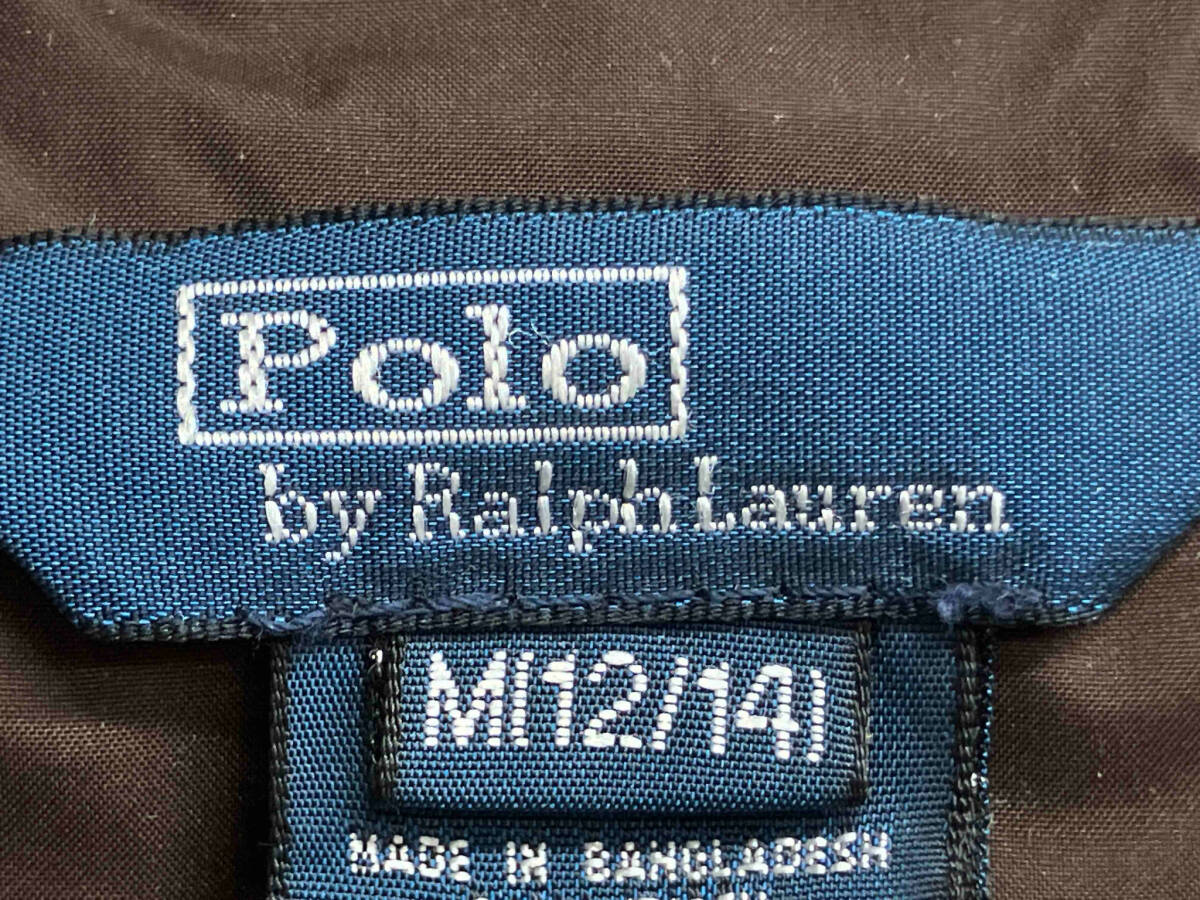 Polo
by Ralph Lauren
M(12/14)
MADE IN BANGLADESH